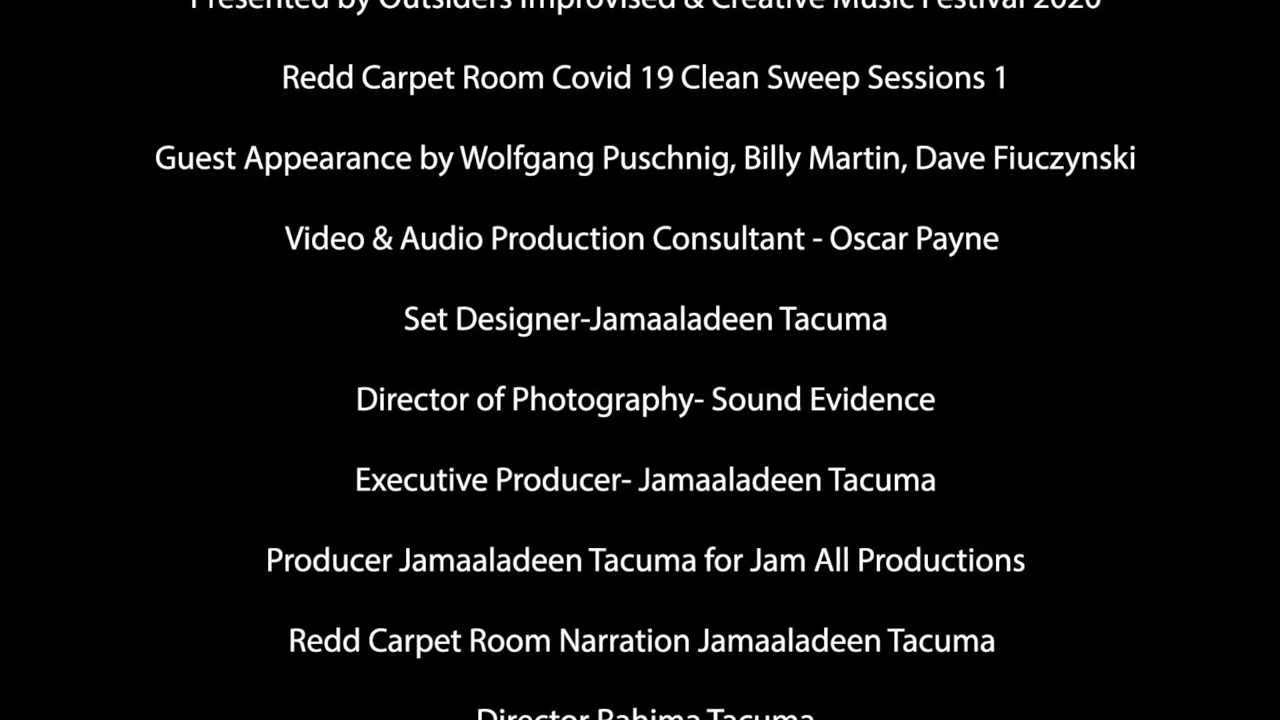 Presented by Outsiders Improvised & Creative Music Festival 2020
Redd Carpet Room Covid 19 Clean Sweep Sessions 1
Guest Appearance by Wolfgang Puschnig, Billy Martin, Dave Fiuczynski
Video & Audio Production Consultant - Oscar Payne
Set Designer-Jamaaladeen Tacuma
Director of Photography- Sound Evidence
Executive Producer- Jamaaladeen Tacuma
Producer Jamaaladeen Tacuma for Jam All Productions
Redd Carpet Room Narration Jamaaladeen Tacuma
Director Rahima Tacuma